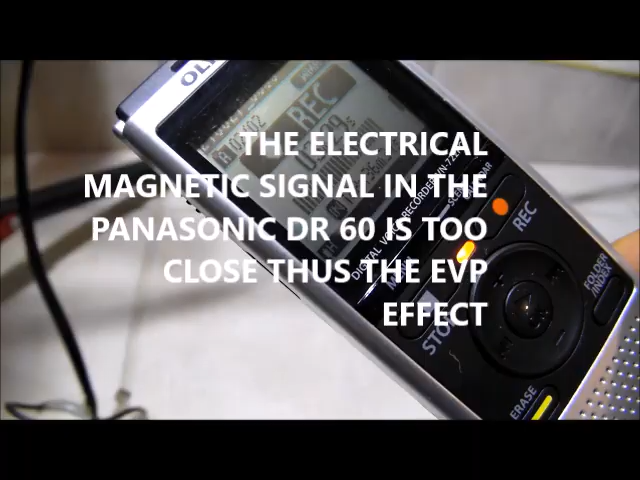 THE ELECTRICAL
MAGNETIC SIGNAL IN THE
PANASONIC DR 60 IS TOO
CLOSE THUS THE EVP
EFFECT
REC
DIGITAL VOICE RECORDER
REC
STOP
FOLDER
/INDEX
ERASE